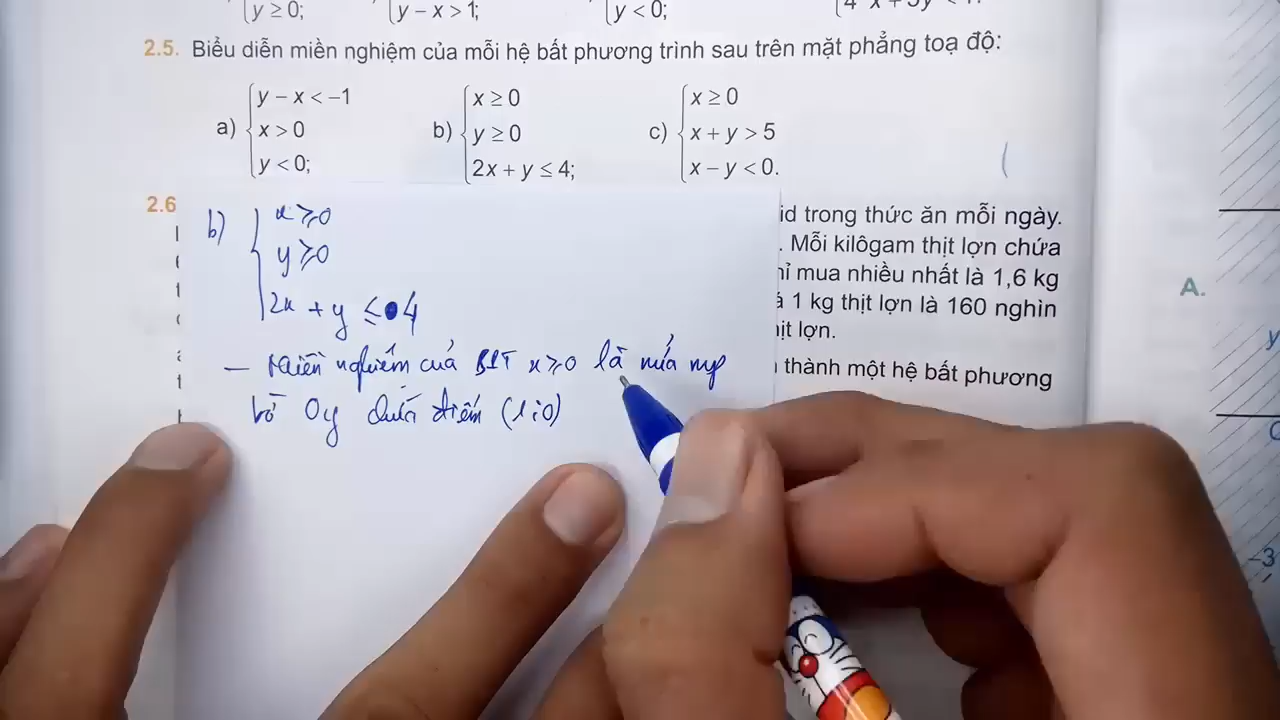 y ≥ 0;
y − x > 1;
y < 0;
2.5. Biểu diễn miền nghiệm của mỗi hệ bất phương trình sau trên mặt phẳng toạ độ:
a) y − x < −1
x > 0
y < 0;
b) x ≥ 0
y ≥ 0
2x + y ≤ 4;
c) x ≥ 0
x + y > 5
x − y < 0.
2.6
id trong thức ăn mỗi ngày.
. Mỗi kilôgam thịt lợn chứa
hỉ mua nhiều nhất là 1,6 kg
á 1 kg thịt lợn là 160 nghìn
hịt lợn.
thành một hệ bất phương
b) x ≥ 0
y ≥ 0
2x + y ≤ 4
− Miền nghiệm của BPT x ≥ 0 là nửa mp
bờ Oy chứa điểm (1;0)
A.
y
−3